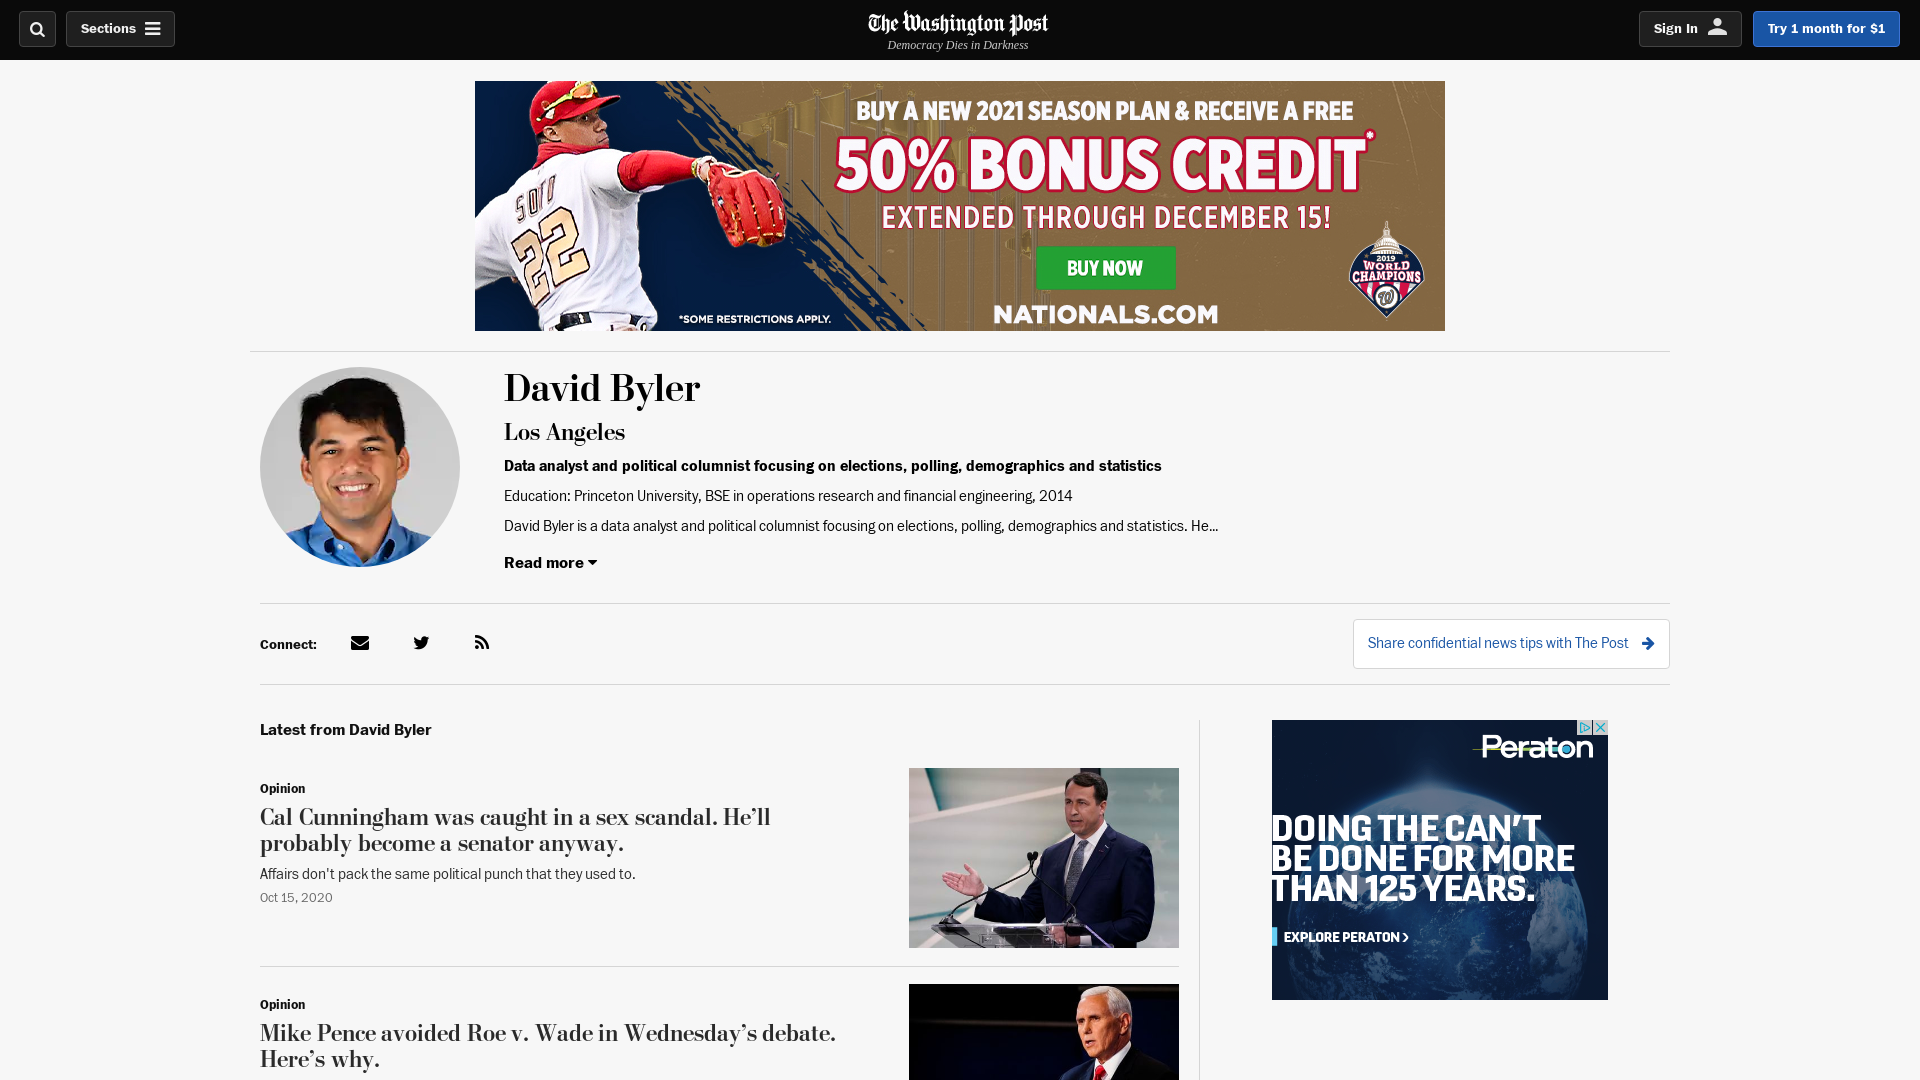 Sections
The Washington Post
Democracy Dies in Darkness
Sign In
Try 1 month for $1
BUY A NEW 2021 SEASON PLAN & RECEIVE A FREE
50% BONUS CREDIT*
EXTENDED THROUGH DECEMBER 15!
BUY NOW
NATIONALS.COM
*SOME RESTRICTIONS APPLY.
SOTO
22
2019
WORLD
CHAMPIONS
W
David Byler
Los Angeles
Data analyst and political columnist focusing on elections, polling, demographics and statistics
Education: Princeton University, BSE in operations research and financial engineering, 2014
David Byler is a data analyst and political columnist focusing on elections, polling, demographics and statistics. He...
Read more
Connect:
Share confidential news tips with The Post
Latest from David Byler
Opinion
Cal Cunningham was caught in a sex scandal. He’ll
probably become a senator anyway.
Affairs don't pack the same political punch that they used to.
Oct 15, 2020
Opinion
Mike Pence avoided Roe v. Wade in Wednesday’s debate.
Here’s why.
Peraton
DOING THE CAN’T
BE DONE FOR MORE
THAN 125 YEARS.
EXPLORE PERATON ›